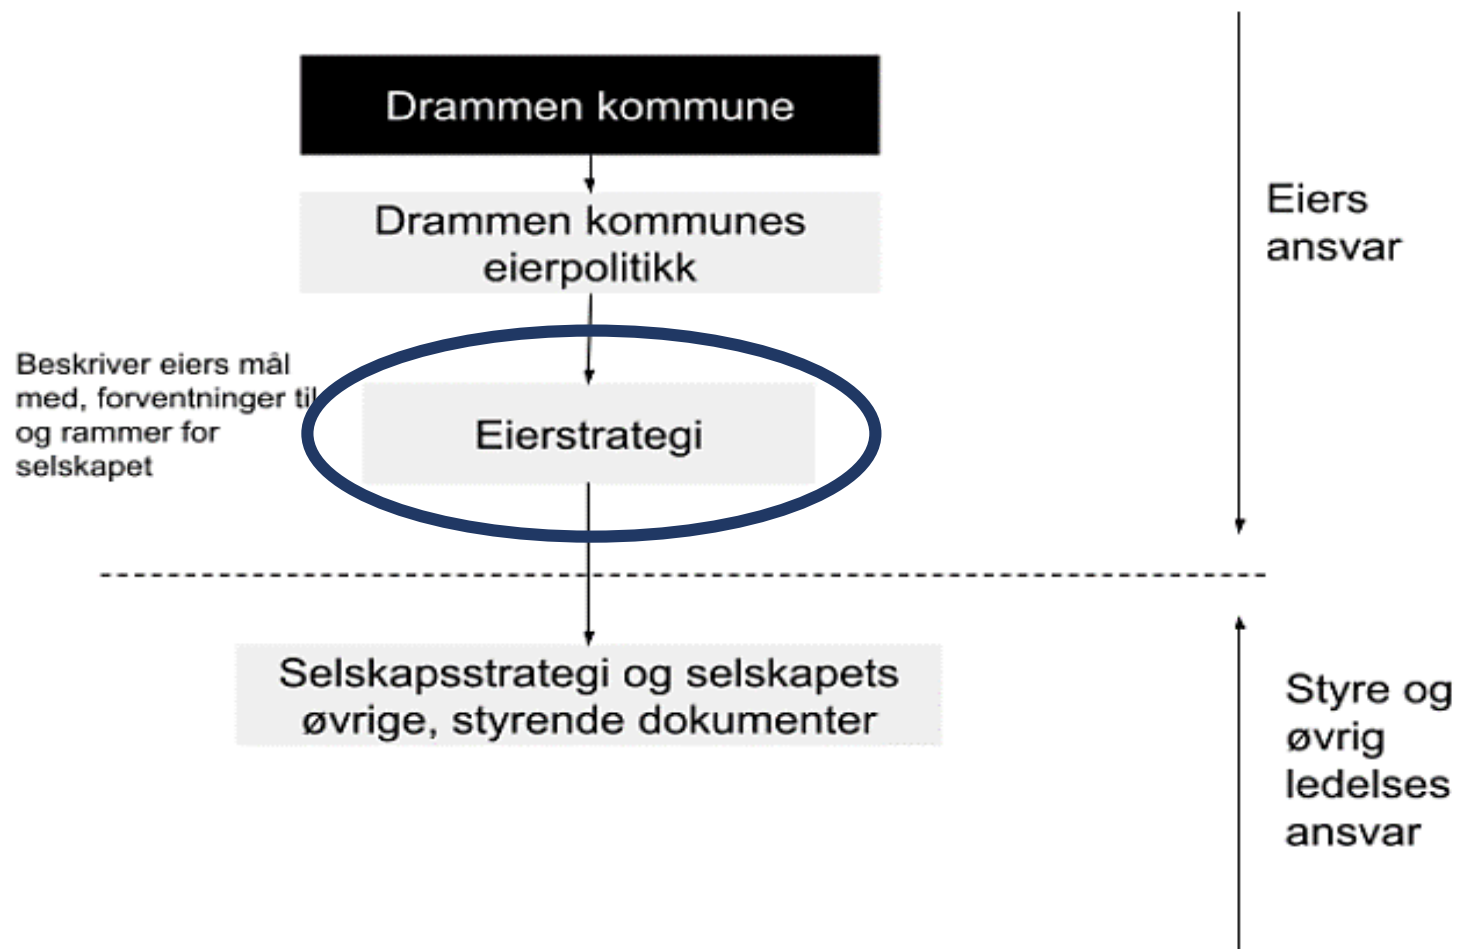 Drammen kommune
Drammen kommunes
eierpolitikk
Eiers
ansvar
Beskriver eiers mål
med, forventninger til
og rammer for
selskapet
Eierstrategi
Selskapsstrategi og selskapets
øvrige, styrende dokumenter
Styre og
øvrig
ledelses
ansvar